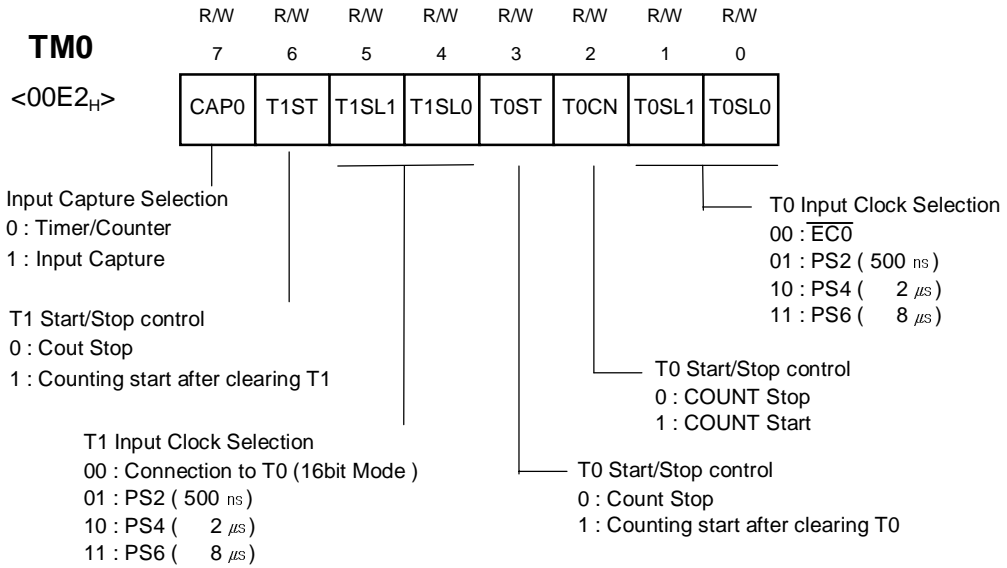 R/W R/W R/W R/W R/W R/W R/W R/W
TM0 7 6 5 4 3 2 1 0
<00E2H> CAP0 T1ST T1SL1 T1SL0 T0ST T0CN T0SL1 T0SL0
Input Capture Selection
0 : Timer/Counter
1 : Input Capture
T0 Input Clock Selection
00 : EC0
01 : PS2 ( 500 ns )
10 : PS4 ( 2 µs )
11 : PS6 ( 8 µs )
T1 Start/Stop control
0 : Cout Stop
1 : Counting start after clearing T1
T0 Start/Stop control
0 : COUNT Stop
1 : COUNT Start
T1 Input Clock Selection
00 : Connection to T0 (16bit Mode )
01 : PS2 ( 500 ns )
10 : PS4 ( 2 µs )
11 : PS6 ( 8 µs )
T0 Start/Stop control
0 : Count Stop
1 : Counting start after clearing T0